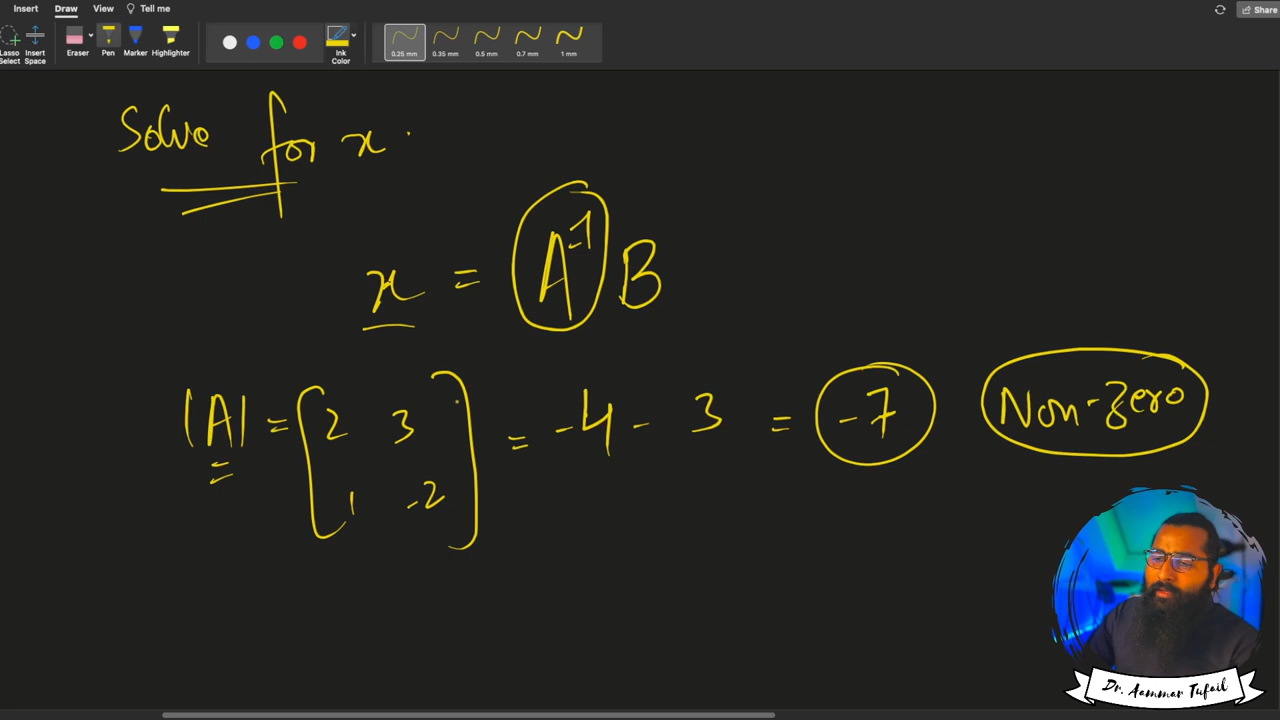 Insert Draw View Tell me Share
Lasso Select Insert Space Eraser Pen Marker Highlighter Ink Color 0.25 mm 0.35 mm 0.5 mm 0.7 mm 1 mm
Solve for x.
x = A⁻¹ B
|A| = [ 2 3 = -4 - 3 = -7 Non-Zero
1 -2 ]
Dr. Aammar Tufail